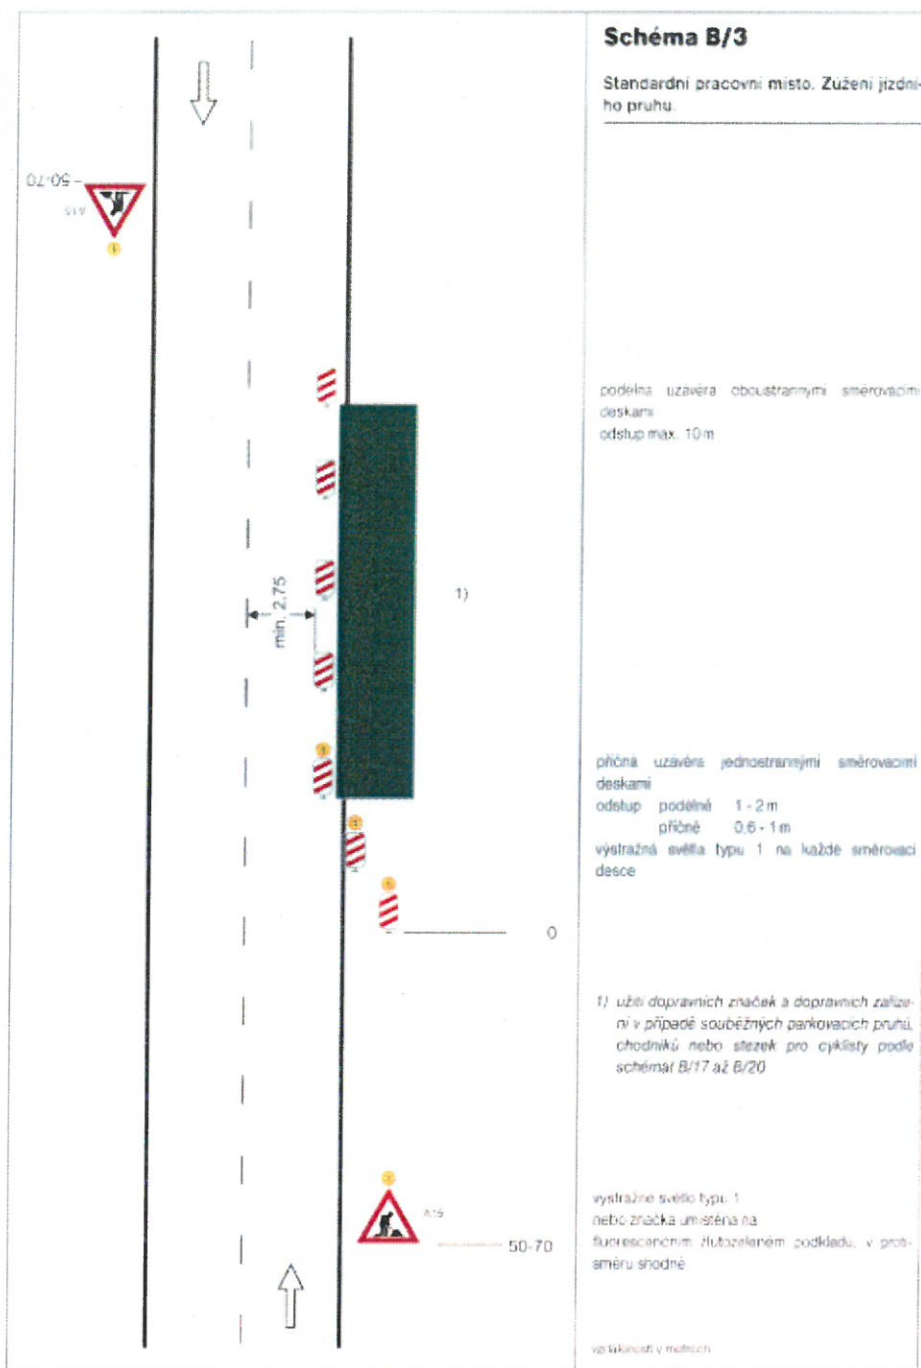 Schéma B/3
Standardní pracovní místo. Zúžení jízdní-
ho pruhu.
50-70
A15
podélná uzávěra oboustrannými směrovacími
deskami
odstup max. 10 m
min. 2,75
1)
příčná uzávěra jednostrannými směrovacími
deskami
odstup podélně 1 - 2 m
příčně 0,6 - 1 m
výstražná světla typu 1 na každé směrovací
desce
0
1) užití dopravních značek a dopravních zaříze-
ní v případě souběžných parkovacích pruhů,
chodníků nebo stezek pro cyklisty podle
schémat B/17 až B/20
A15
50-70
výstražné světlo typu 1
nebo značka umístěna na
fluorescenčním žlutozeleném podkladu, v proti-
směru shodně
vzdálenosti v metrech